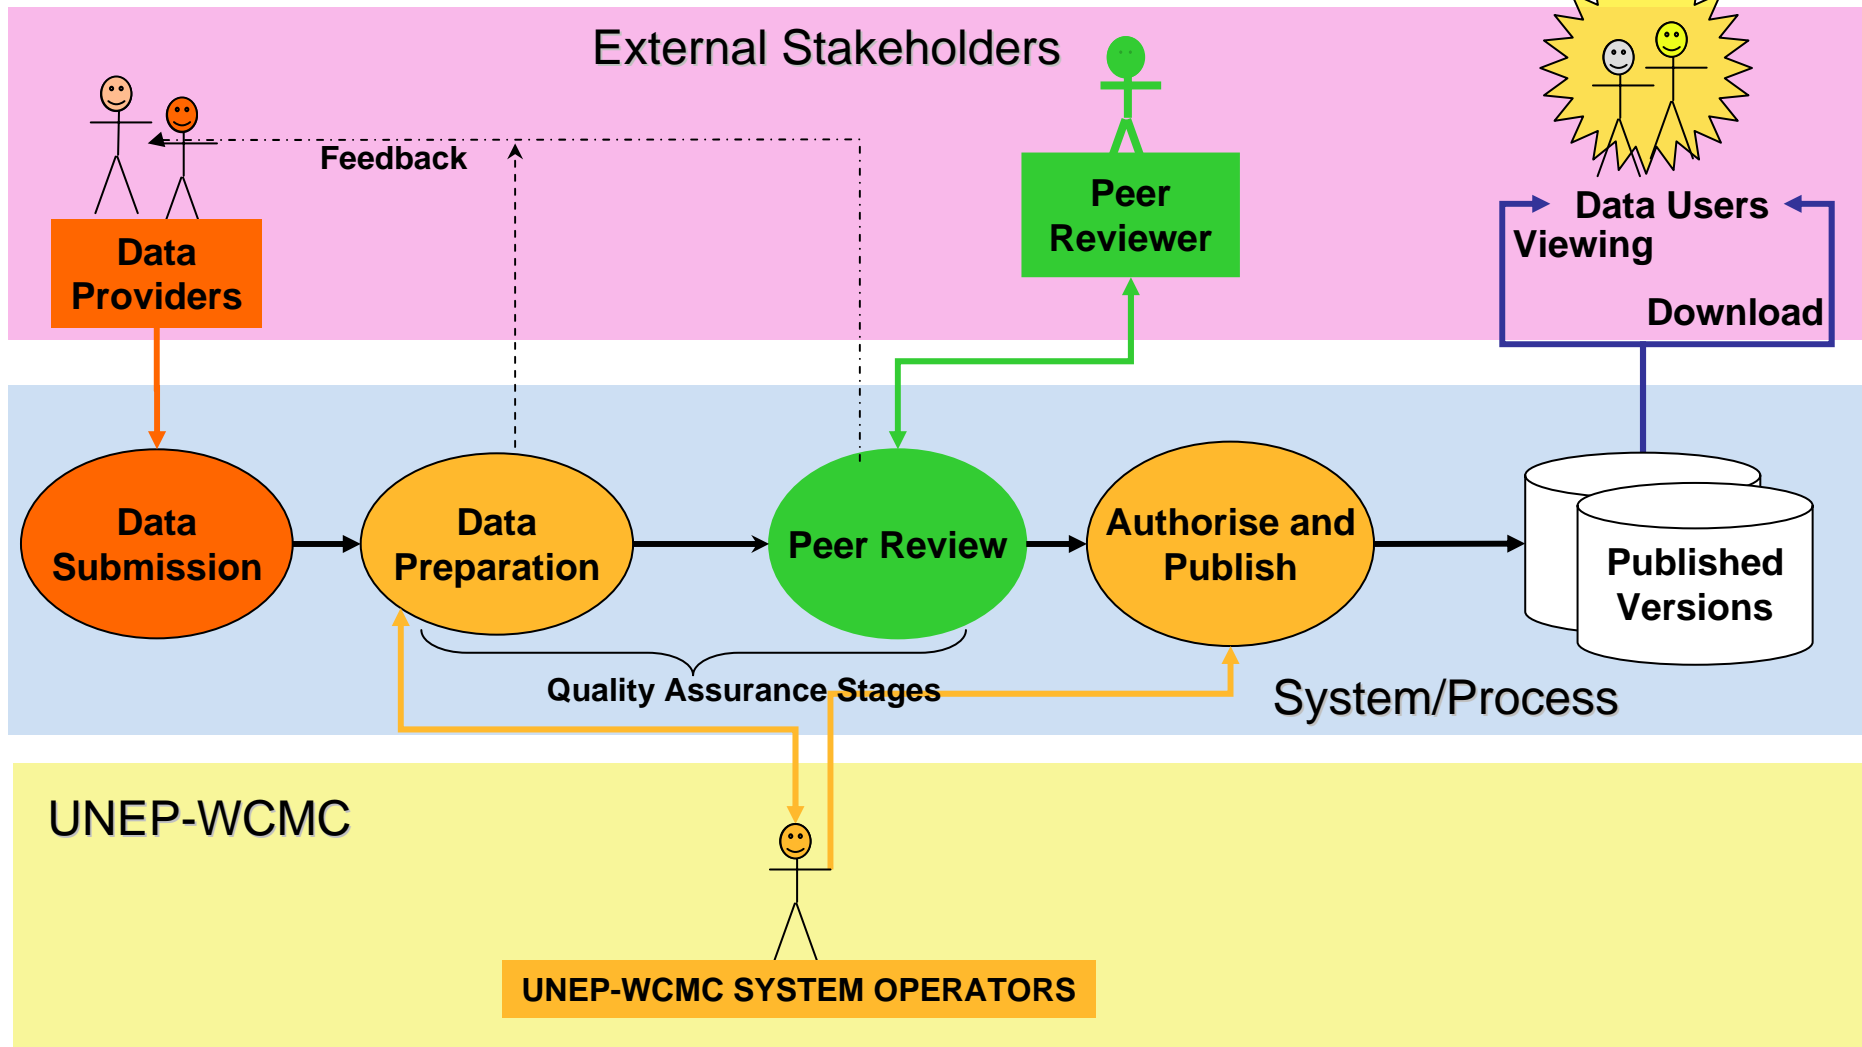 External Stakeholders
Feedback
Data
Providers
Peer
Reviewer
Data Users
Viewing
Download
Data
Submission
Data
Preparation
Peer Review
Authorise and
Publish
Published
Versions
Quality Assurance Stages
System/Process
UNEP-WCMC
UNEP-WCMC SYSTEM OPERATORS